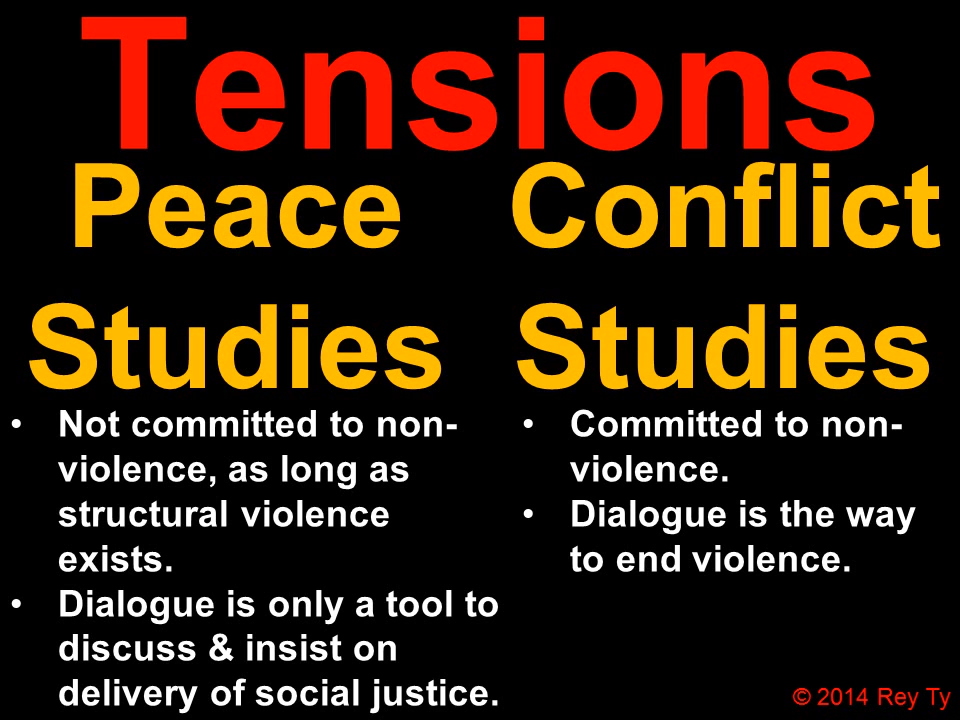 Tensions
Peace
Studies
• Not committed to non-
violence, as long as
structural violence
exists.
• Dialogue is only a tool to
discuss & insist on
delivery of social justice.
Conflict
Studies
• Committed to non-
violence.
• Dialogue is the way
to end violence.
© 2014 Rey Ty